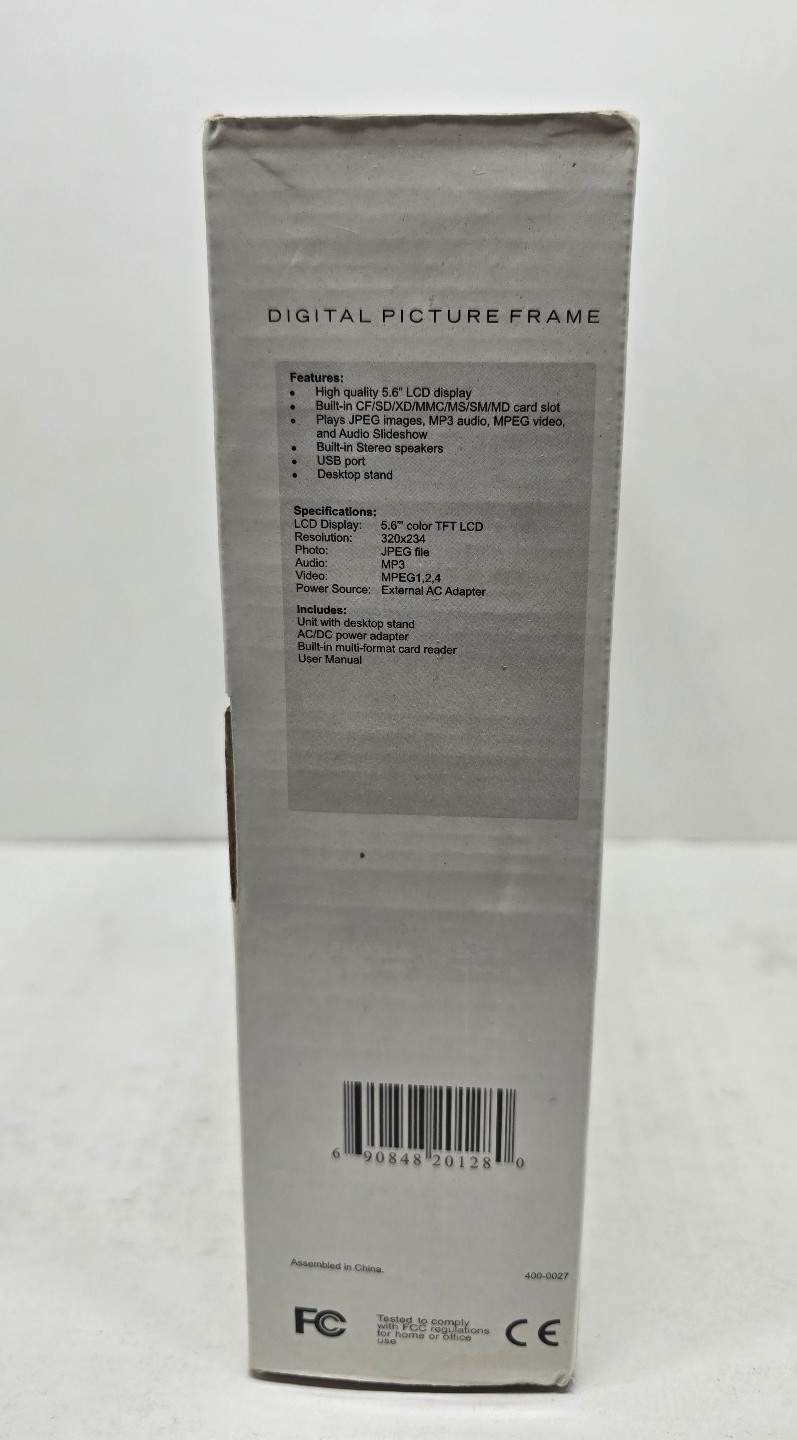 DIGITAL PICTURE FRAME
Features:
• High quality 5.6" LCD display
• Built-in CF/SD/XD/MMC/MS/SM/MD card slot
• Plays JPEG images, MP3 audio, MPEG video,
and Audio Slideshow
• Built-in Stereo speakers
• USB port
• Desktop stand
Specifications:
LCD Display: 5.6"' color TFT LCD
Resolution: 320x234
Photo: JPEG file
Audio: MP3
Video: MPEG1,2,4
Power Source: External AC Adapter
Includes:
Unit with desktop stand
AC/DC power adapter
Built-in multi-format card reader
User Manual
6 90848 20128 0
Assembled in China.
400-0027
FC
Tested to comply
with FCC regulations
for home or office
use
CE